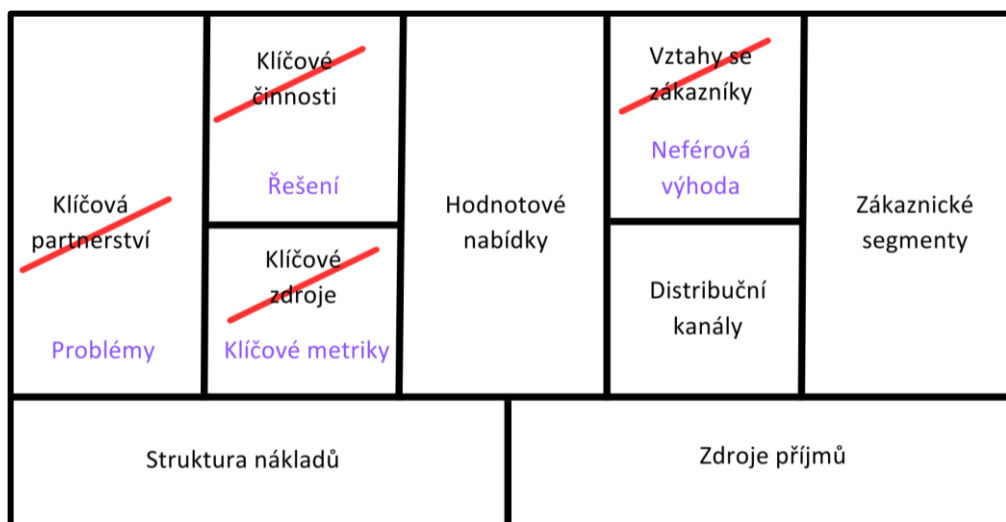 Klíčová
partnerství
Problémy
Klíčové
činnosti
Řešení
Klíčové
zdroje
Klíčové metriky
Hodnotové
nabídky
Vztahy se
zákazníky
Neférová
výhoda
Distribuční
kanály
Zákaznické
segmenty
Struktura nákladů
Zdroje příjmů